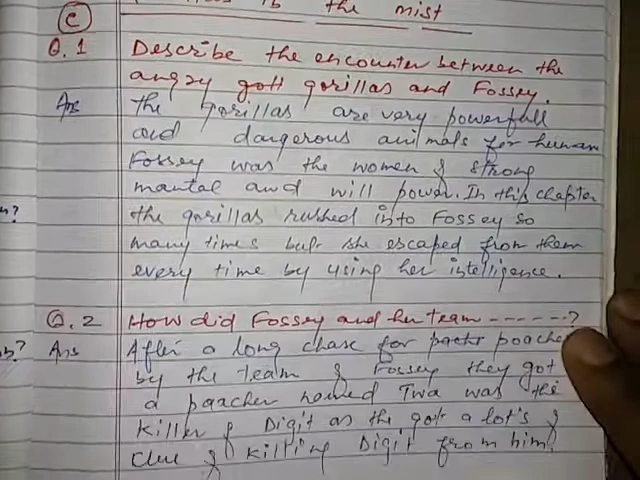 in the mist
C
Q.1 Describe the encounter between the
angry gorillas and Fossey.
Ans the gorillas are very powerfull
and dangerous animals for human
Fossey was the women of strong
mantal and will power. In this chapter
the gorillas rushed into Fossey so
many times but she escaped from them
every time by using her intelligence.
Q.2 How did Fossey and her team ------?
Ans After a long chase for poacher
by the team of Fossey they got
a paacher named Twa was the
killer of Digit as the got a lot's of
clue of killing Digit from him.